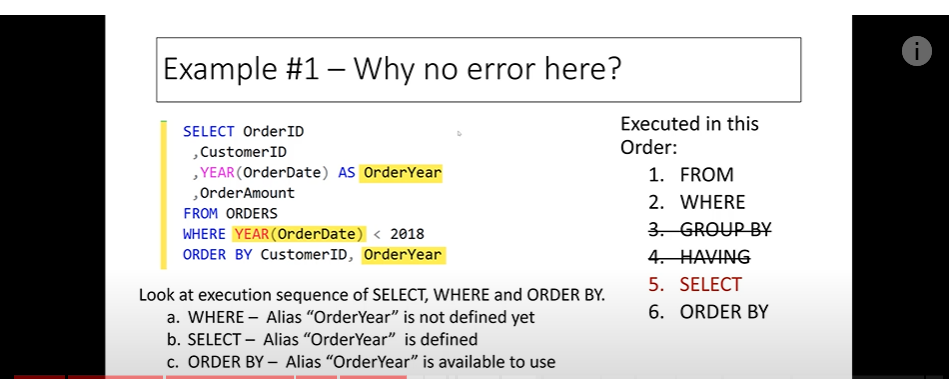 Example #1 – Why no error here?
SELECT OrderID
,CustomerID
,YEAR(OrderDate) AS OrderYear
,OrderAmount
FROM ORDERS
WHERE YEAR(OrderDate) < 2018
ORDER BY CustomerID, OrderYear
Look at execution sequence of SELECT, WHERE and ORDER BY.
a. WHERE – Alias “OrderYear” is not defined yet
b. SELECT – Alias “OrderYear” is defined
c. ORDER BY – Alias “OrderYear” is available to use
Executed in this
Order:
1. FROM
2. WHERE
3. GROUP BY
4. HAVING
5. SELECT
6. ORDER BY
i